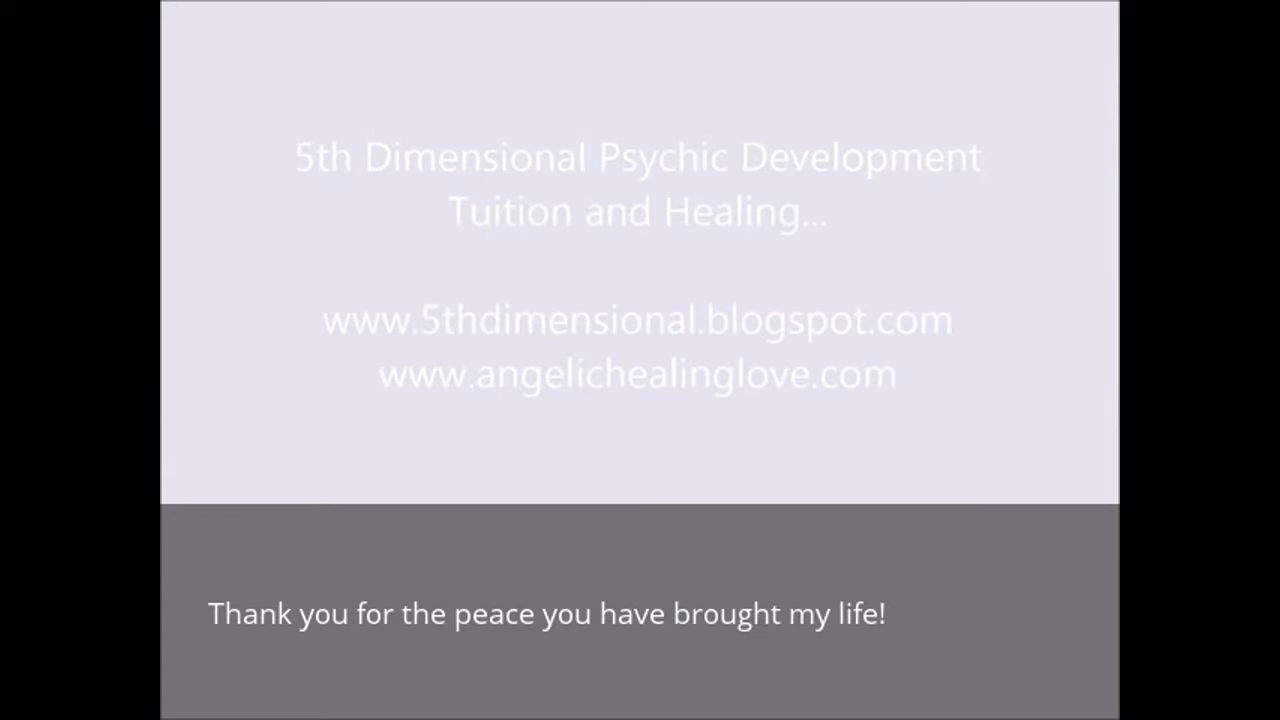 5th Dimensional Psychic Development
Tuition and Healing...
www.5thdimensional.blogspot.com
www.angelichealinglove.com
Thank you for the peace you have brought my life!